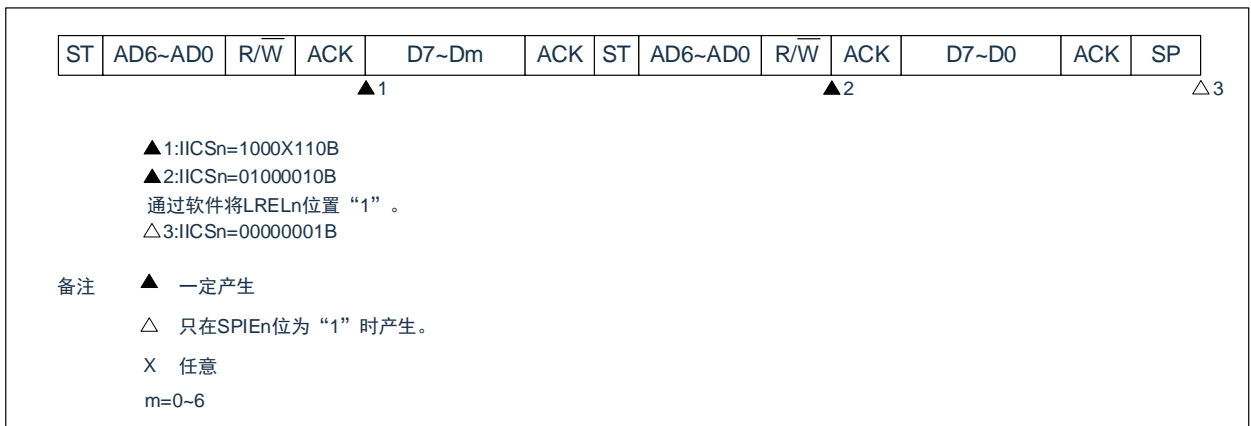 ST AD6~AD0 R/W̅ ACK D7~Dm ACK ST AD6~AD0 R/W̅ ACK D7~D0 ACK SP
▲1 ▲2 △3
▲1:IICSn=1000X110B
▲2:IICSn=01000010B
通过软件将LRELn位置“1”。
△3:IICSn=00000001B
备注 ▲ 一定产生
△ 只在SPIEn位为“1”时产生。
X 任意
m=0~6